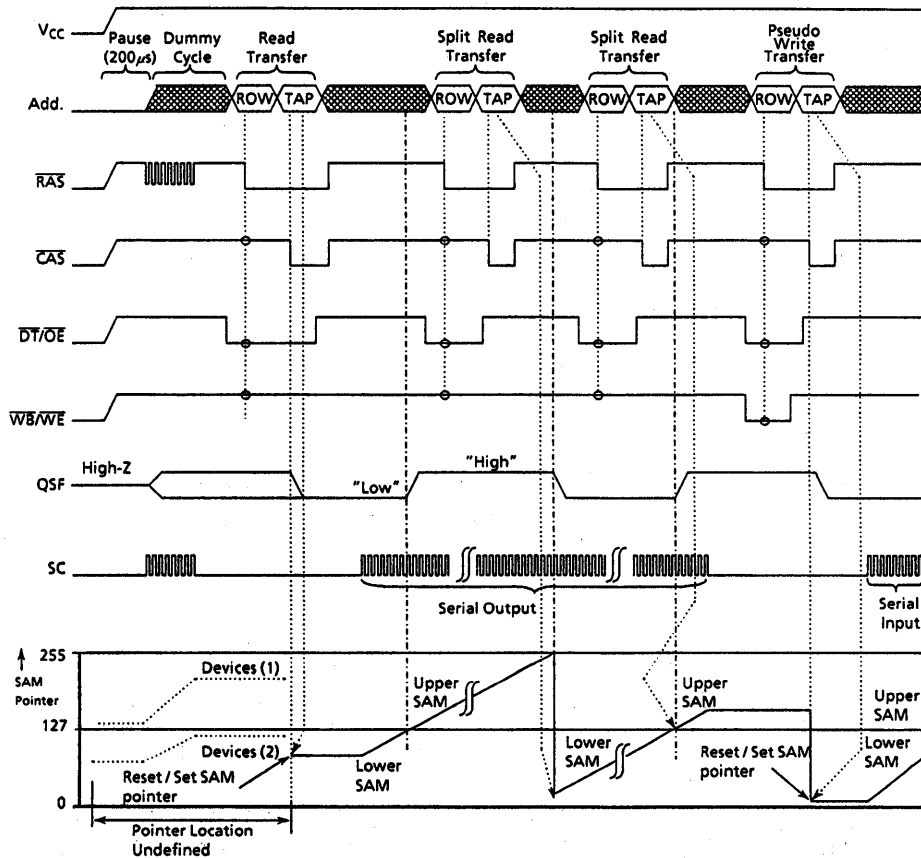 VCC
Pause
(200μs)
Dummy
Cycle
Read
Transfer
Split Read
Transfer
Split Read
Transfer
Pseudo
Write
Transfer
Add.
ROW
TAP
ROW
TAP
ROW
TAP
ROW
TAP
RAS
CAS
DT/OE
WB/WE
High-Z
QSF
"Low"
"High"
SC
Serial Output
Serial
Input
255
SAM
Pointer
127
0
Devices (1)
Devices (2)
Reset / Set SAM
pointer
Lower
SAM
Upper
SAM
Lower
SAM
Upper
SAM
Reset / Set SAM
pointer
Upper
SAM
Lower
SAM
Pointer Location
Undefined